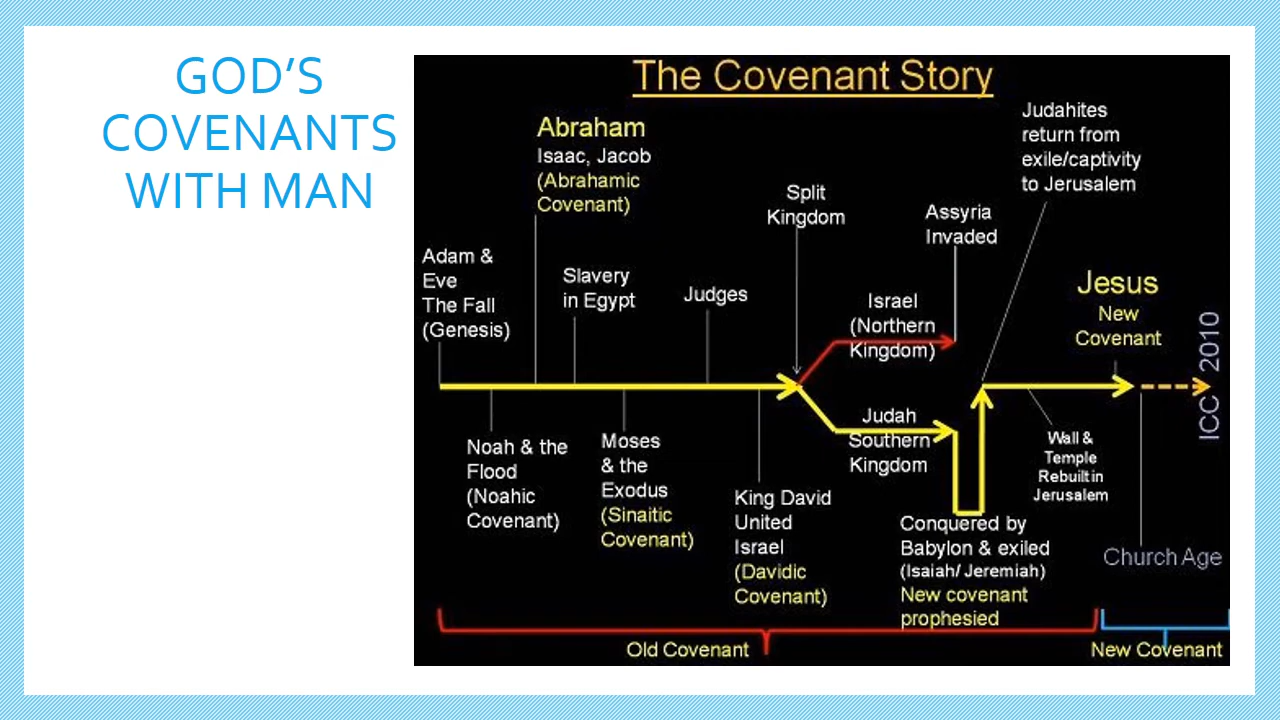 GOD'S
COVENANTS
WITH MAN
The Covenant Story
Abraham
Isaac, Jacob
(Abrahamic
Covenant)
Adam &
Eve
The Fall
(Genesis)
Slavery
in Egypt
Judges
Split
Kingdom
Assyria
Invaded
Judahites
return from
exile/captivity
to Jerusalem
Israel
(Northern
Kingdom)
Jesus
New
Covenant
ICC 2010
Noah & the
Flood
(Noahic
Covenant)
Moses
& the
Exodus
(Sinaitic
Covenant)
King David
United
Israel
(Davidic
Covenant)
Judah
Southern
Kingdom
Conquered by
Babylon & exiled
(Isaiah/ Jeremiah)
New covenant
prophesied
Wall &
Temple
Rebuilt in
Jerusalem
Church Age
Old Covenant
New Covenant